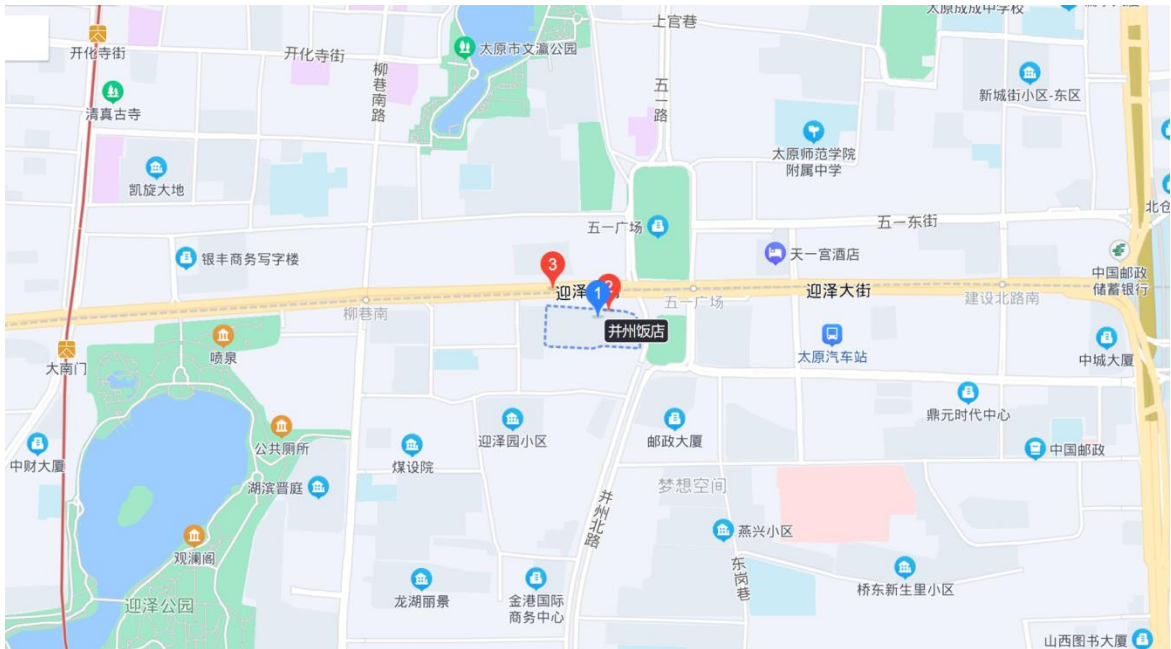 上官巷
太原成成中学校
开化寺街
开化寺街
太原市文瀛公园
柳巷南路
五一路
新城街小区-东区
清真古寺
太原师范学院
附属中学
凯旋大地
北仓
五一广场
五一东街
银丰商务写字楼
天一宫酒店
中国邮政
储蓄银行
3
2
1
迎泽
五一广场
迎泽大街
建设北路南
柳巷南
并州饭店
喷泉
太原汽车站
中城大厦
大南门
鼎元时代中心
公共厕所
迎泽园小区
邮政大厦
中国邮政
中财大厦
煤设院
湖滨晋庭
梦想空间
并州北路
燕兴小区
观澜阁
东岗巷
龙湖丽景
金港国际
商务中心
桥东新生里小区
迎泽公园
山西图书大厦